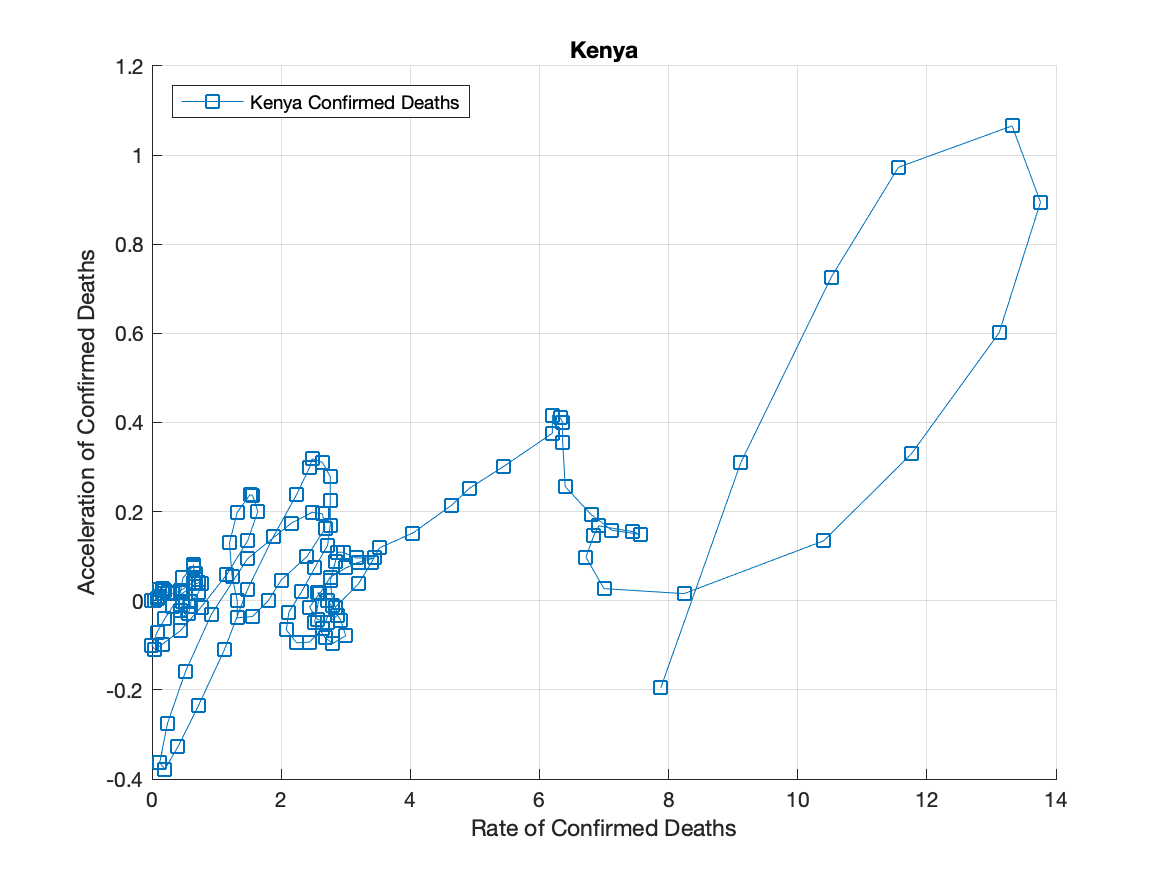 Kenya
1.2
Kenya Confirmed Deaths
1
0.8
0.6
0.4
0.2
0
-0.2
-0.4
Acceleration of Confirmed Deaths
0 2 4 6 8 10 12 14
Rate of Confirmed Deaths